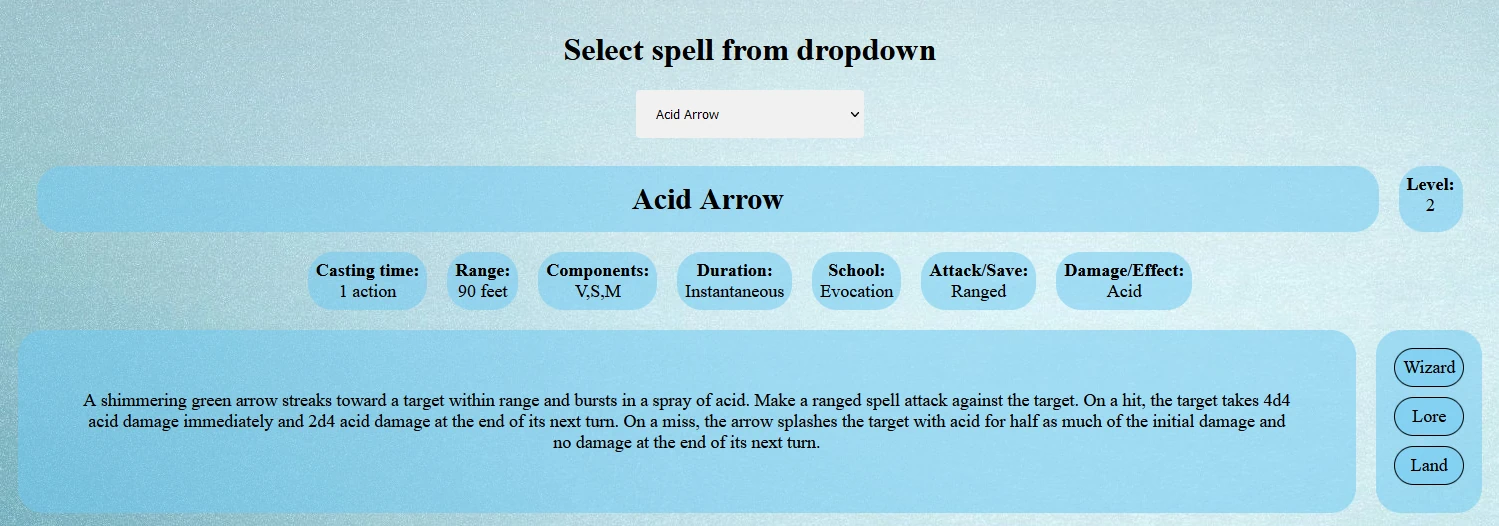 Select spell from dropdown
Acid Arrow
Acid Arrow
Level:
2
Casting time:
1 action
Range:
90 feet
Components:
V,S,M
Duration:
Instantaneous
School:
Evocation
Attack/Save:
Ranged
Damage/Effect:
Acid
A shimmering green arrow streaks toward a target within range and bursts in a spray of acid. Make a ranged spell attack against the target. On a hit, the target takes 4d4
acid damage immediately and 2d4 acid damage at the end of its next turn. On a miss, the arrow splashes the target with acid for half as much of the initial damage and
no damage at the end of its next turn.
Wizard
Lore
Land